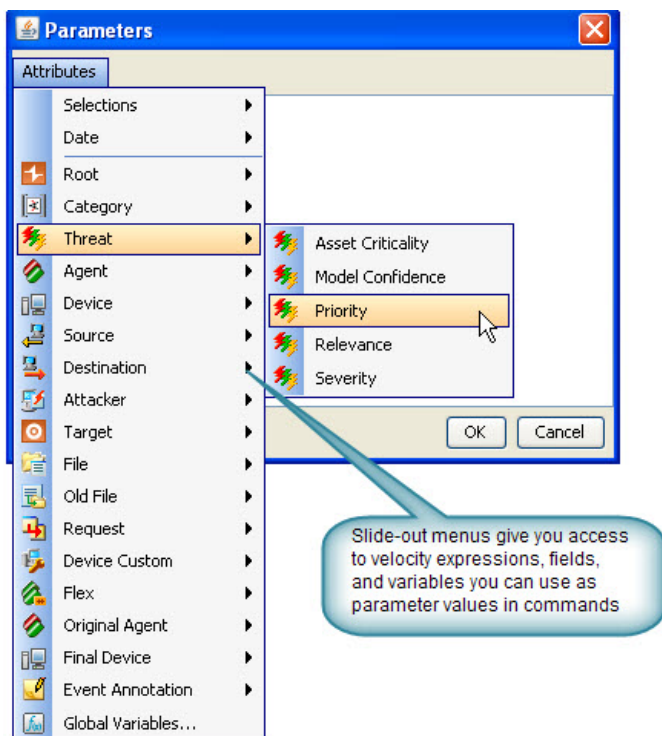 Parameters
Attributes
Selections
Date
Root
Category
Threat
Agent
Device
Source
Destination
Attacker
Target
File
Old File
Request
Device Custom
Flex
Original Agent
Final Device
Event Annotation
Global Variables...
Asset Criticality
Model Confidence
Priority
Relevance
Severity
OK
Cancel
Slide-out menus give you access
to velocity expressions, fields,
and variables you can use as
parameter values in commands